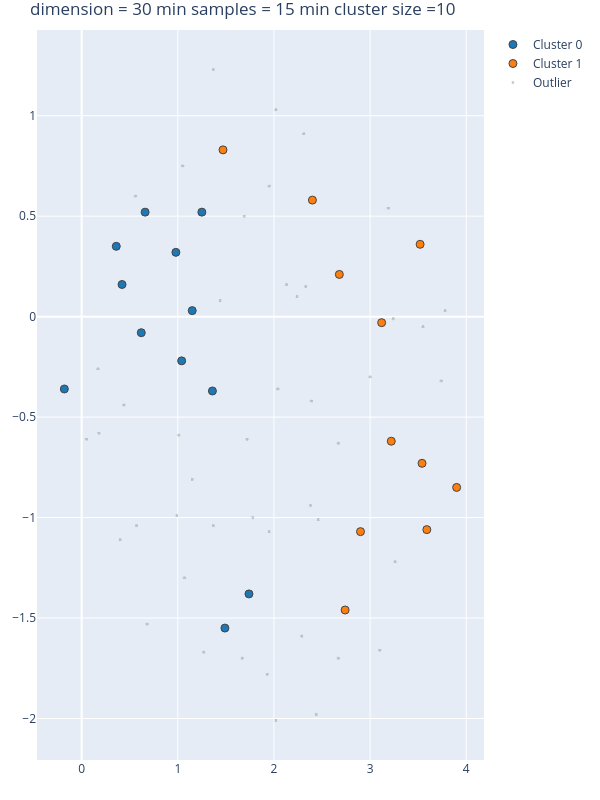 dimension = 30 min samples = 15 min cluster size =10
Cluster 0
Cluster 1
Outlier
1
0.5
0
−0.5
−1
−1.5
−2
0 1 2 3 4